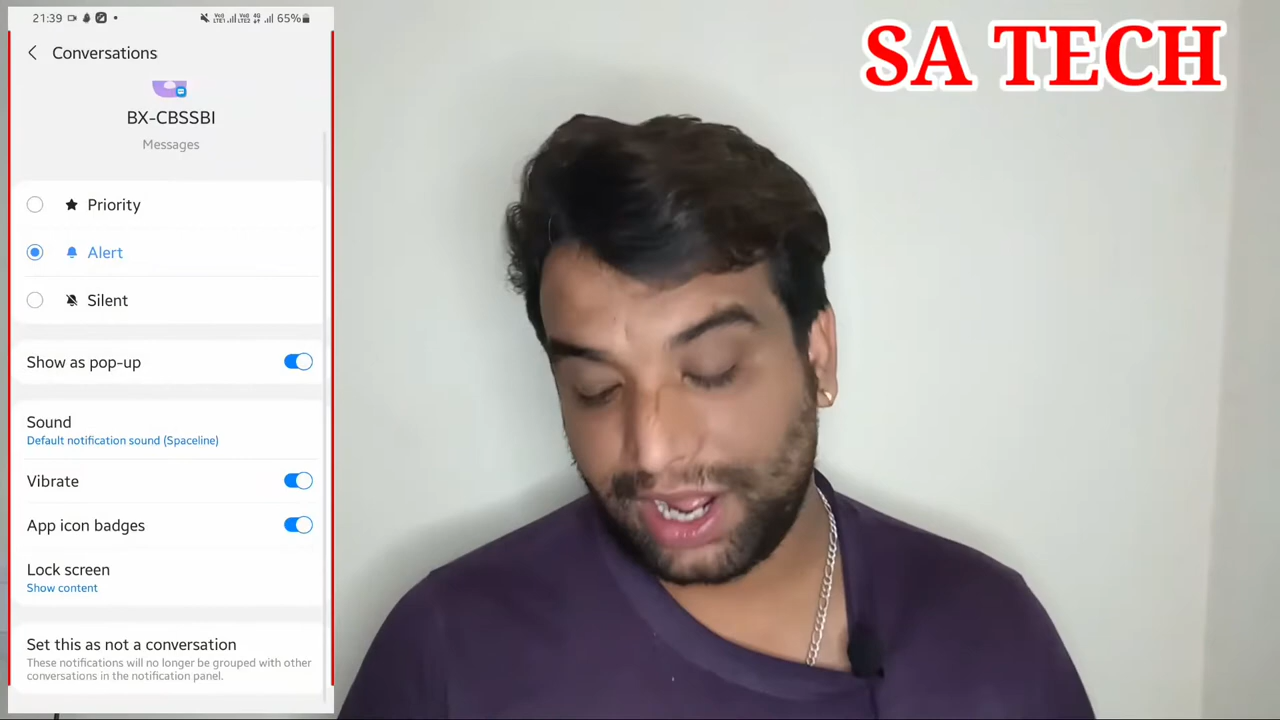 21:39
65%
Conversations
BX-CBSSBI
Messages
Priority
Alert
Silent
Show as pop-up
Sound
Default notification sound (Spaceline)
Vibrate
App icon badges
Lock screen
Show content
Set this as not a conversation
These notifications will no longer be grouped with other
conversations in the notification panel.
SA TECH